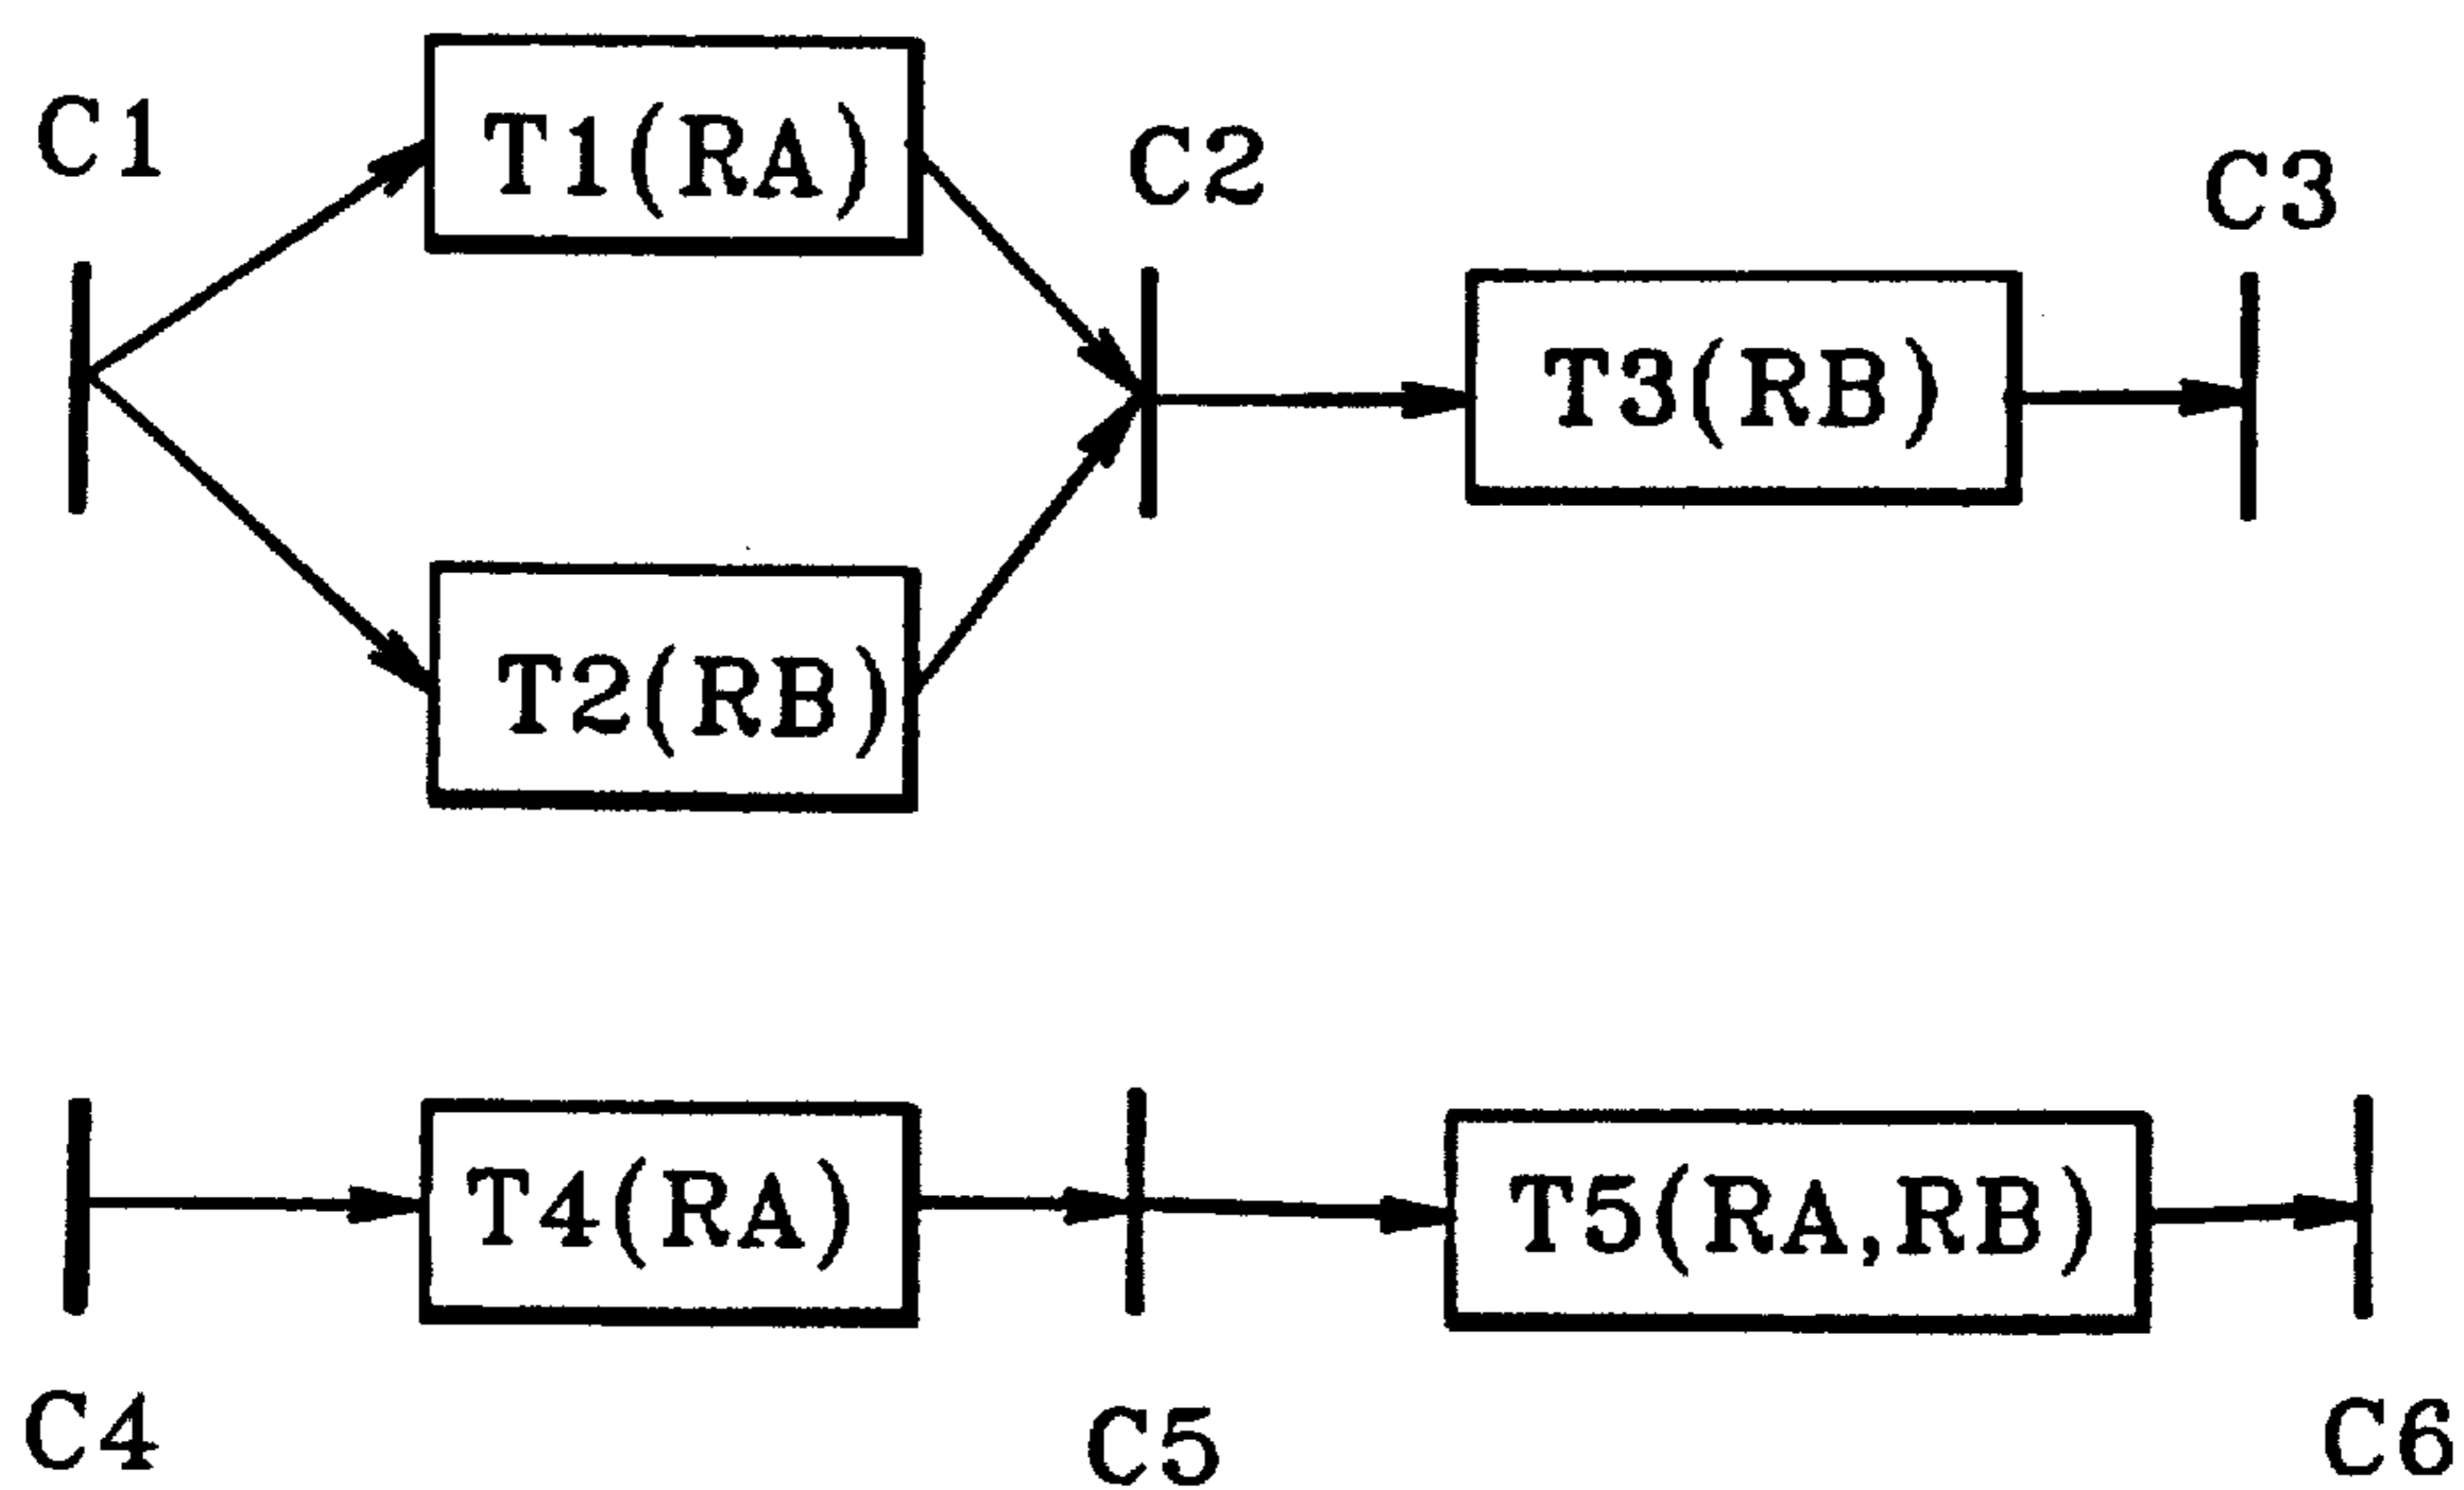 C1
T1(RA)
C2
C3
T3(RB)
T2(RB)
T4(RA)
T5(RA,RB)
C4
C5
C6